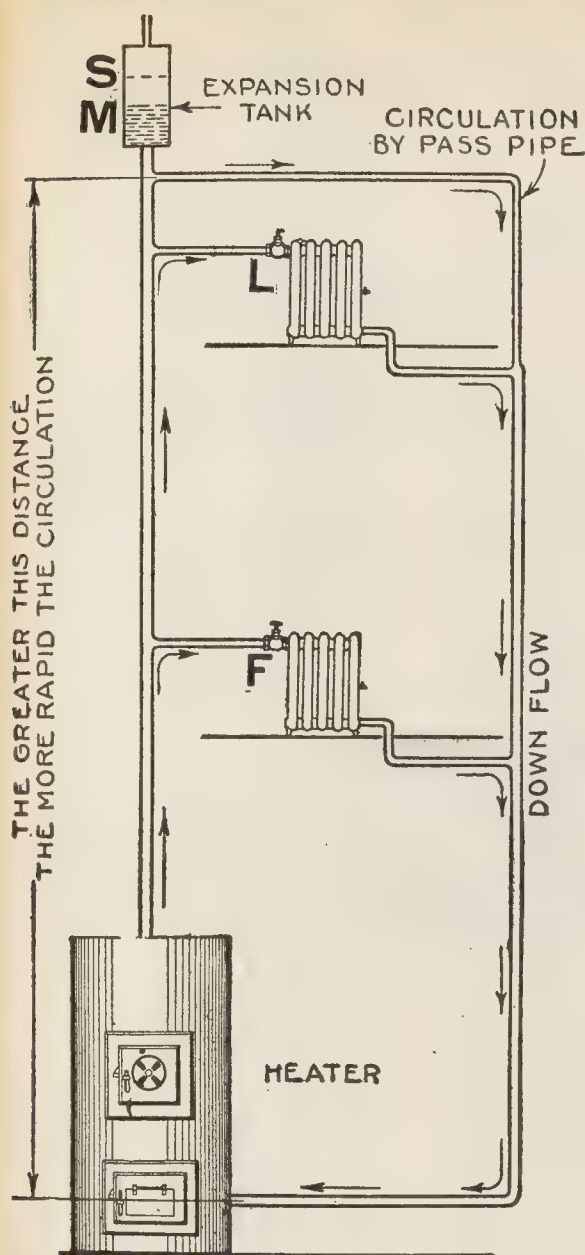 S
M
EXPANSION
TANK
CIRCULATION
BY PASS PIPE
L
THE GREATER THIS DISTANCE
THE MORE RAPID THE CIRCULATION
F
DOWN FLOW
HEATER